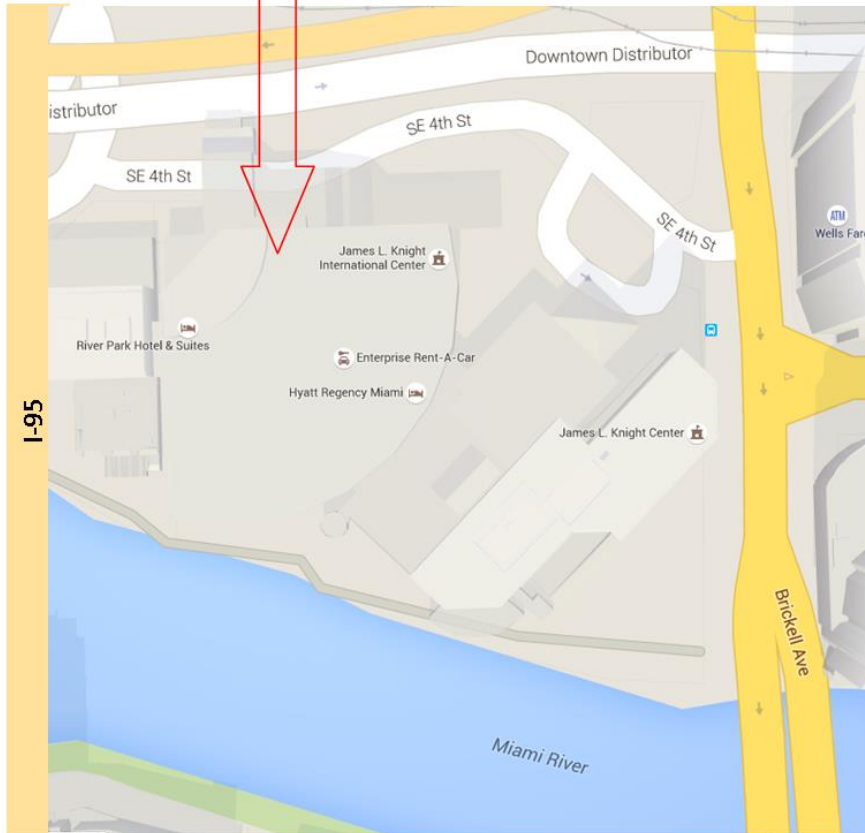 Downtown Distributor
istributor
SE 4th St
SE 4th St
SE 4th St
ATM
Wells Far
James L. Knight
International Center
River Park Hotel & Suites
Enterprise Rent-A-Car
Hyatt Regency Miami
I-95
James L. Knight Center
Brickell Ave
Miami River